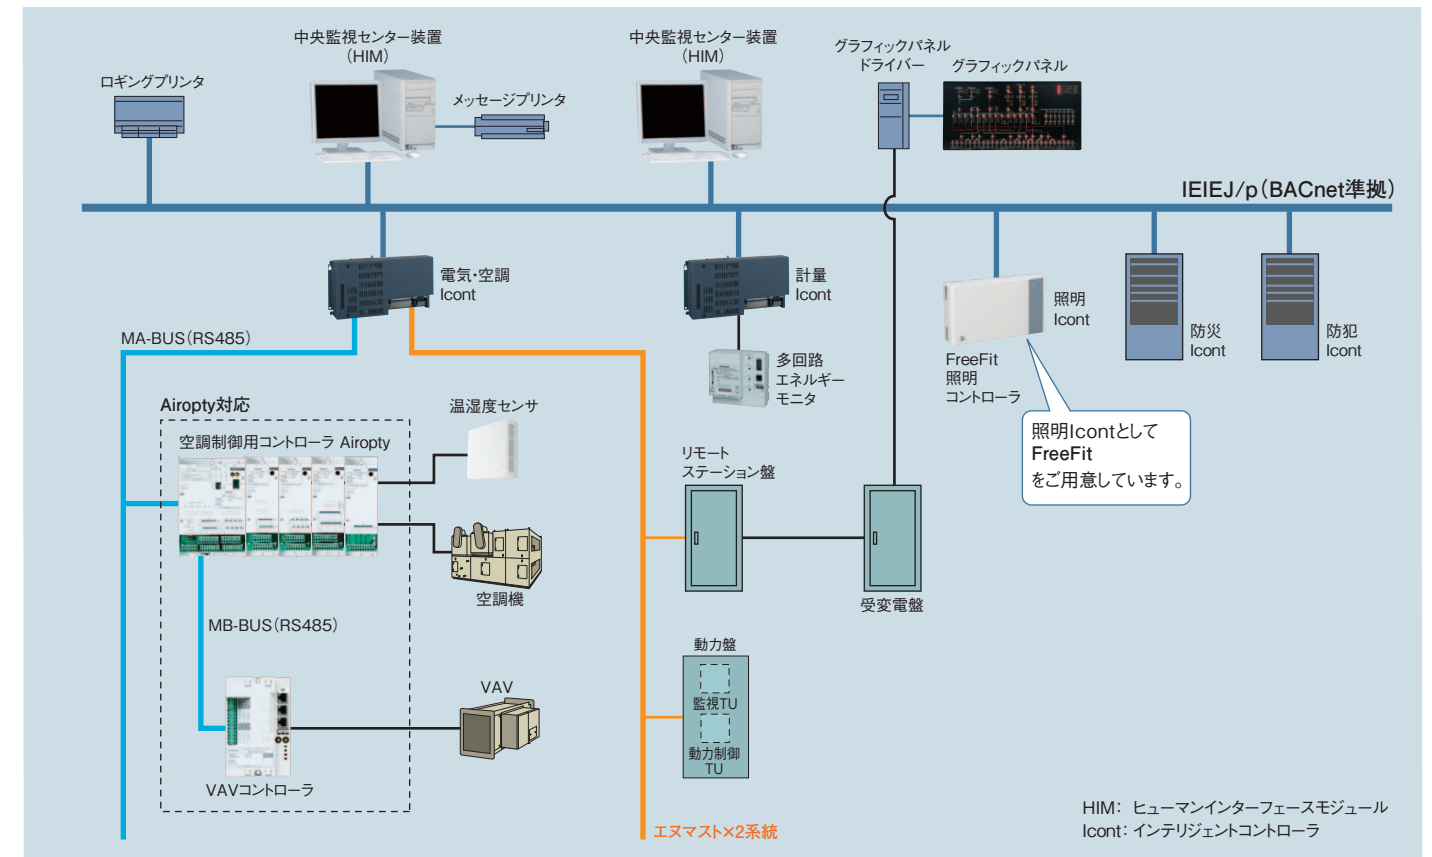 中央監視センター装置
（HIM）
中央監視センター装置
（HIM）
グラフィックパネル
ドライバー
グラフィックパネル
ロギングプリンタ
メッセージプリンタ
IEIEJ/p（BACnet準拠）
電気・空調
Icont
計量
Icont
照明
Icont
防災
Icont
防犯
Icont
MA-BUS（RS485）
多回路
エネルギー
モニタ
FreeFit
照明
コントローラ
照明Icontとして
FreeFit
をご用意しています。
Airopty対応
空調制御用コントローラ Airopty
温湿度センサ
リモート
ステーション盤
空調機
受変電盤
MB-BUS（RS485）
動力盤
監視TU
動力制御
TU
VAV
VAVコントローラ
エヌマスト×2系統
HIM： ヒューマンインターフェースモジュール
Icont：インテリジェントコントローラ